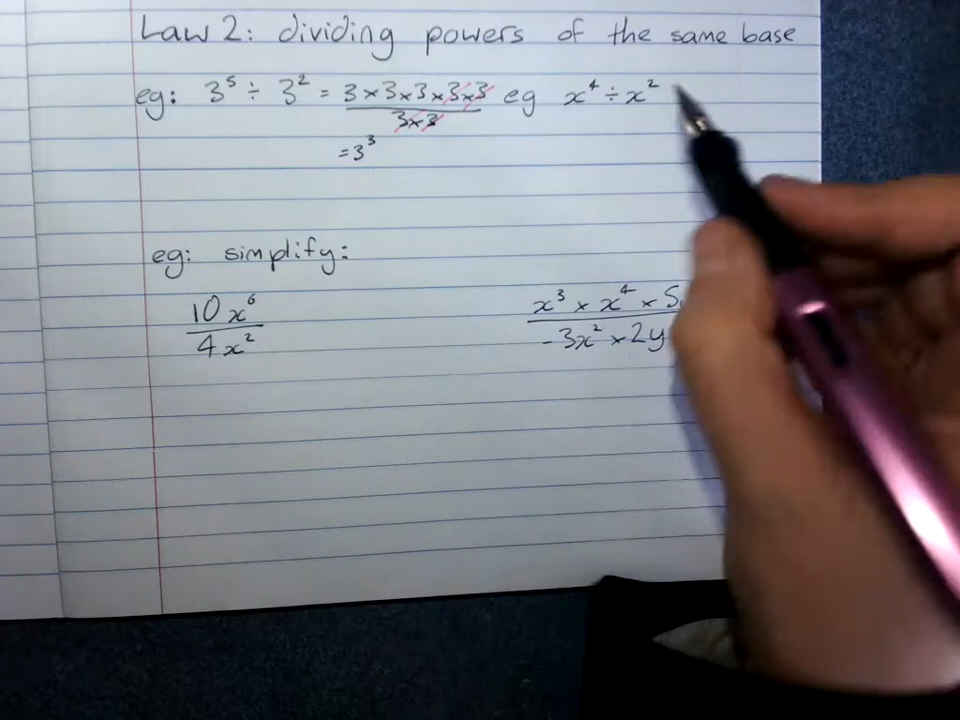 Law 2: dividing powers of the same base
eg: 3⁵ ÷ 3² = 3×3×3×3×3 eg x⁴ ÷ x²
3×3
= 3³
eg: simplify:
10x⁶
4x²
x³ × x⁴ × 5
-3x² × 2y